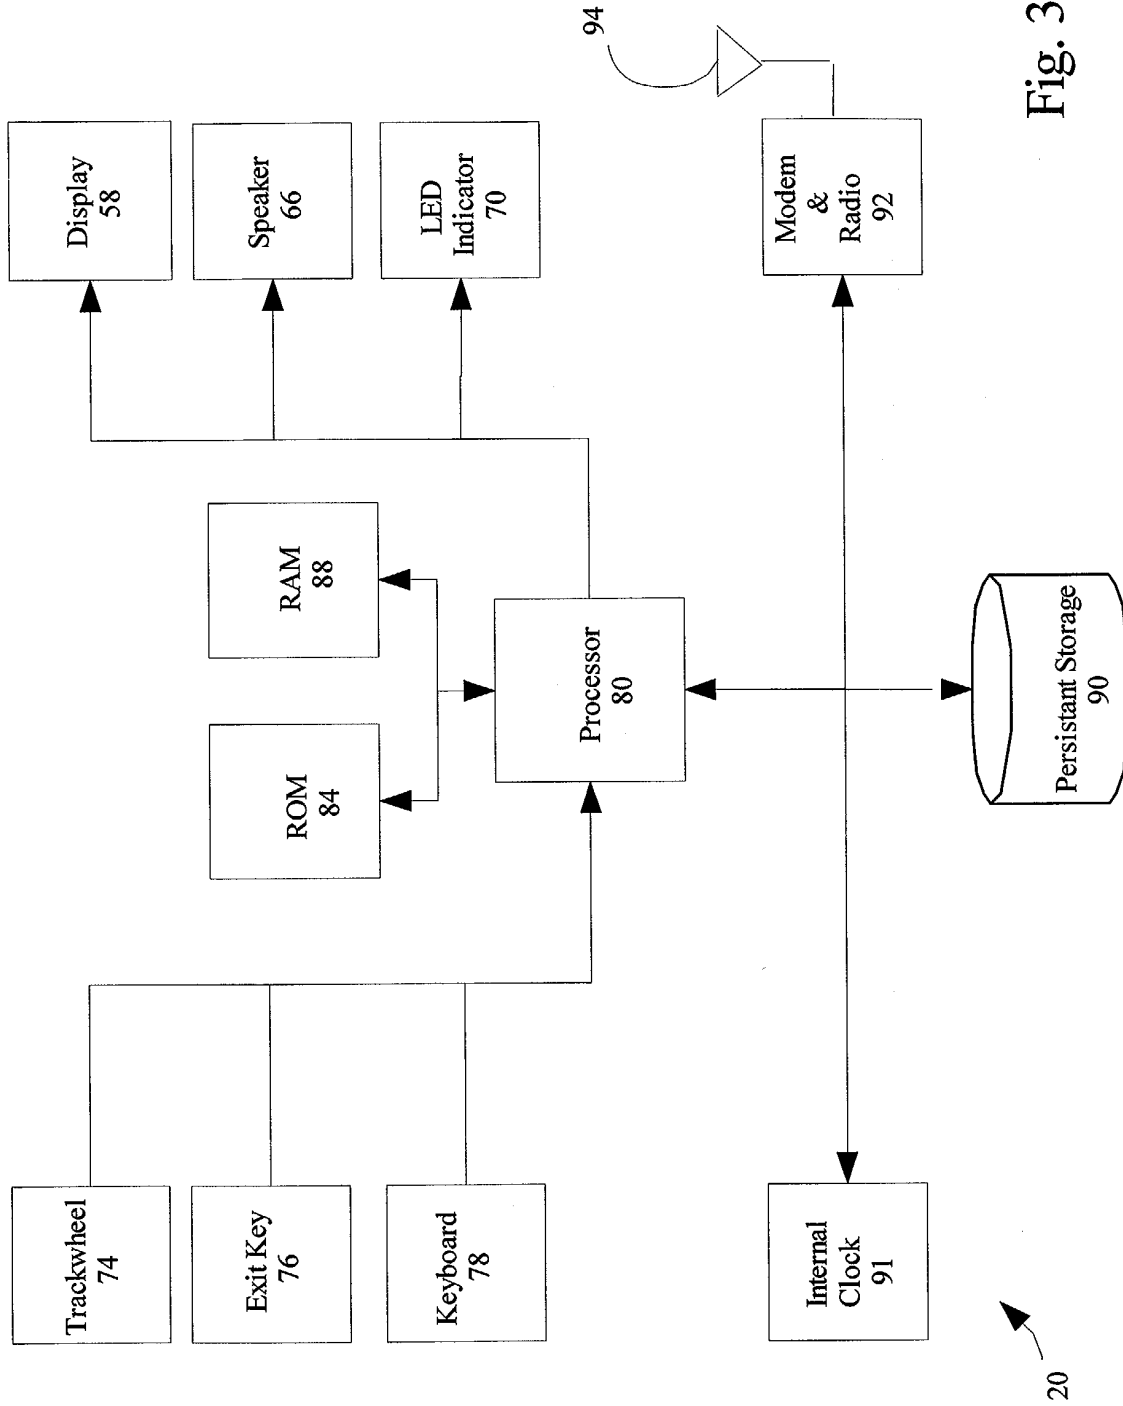 Trackwheel
74
Exit Key
76
Keyboard
78
ROM
84
RAM
88
Processor
80
Display
58
Speaker
66
LED
Indicator
70
Internal
Clock
91
Modem
&
Radio
92
94
Persistant Storage
90
20
Fig. 3